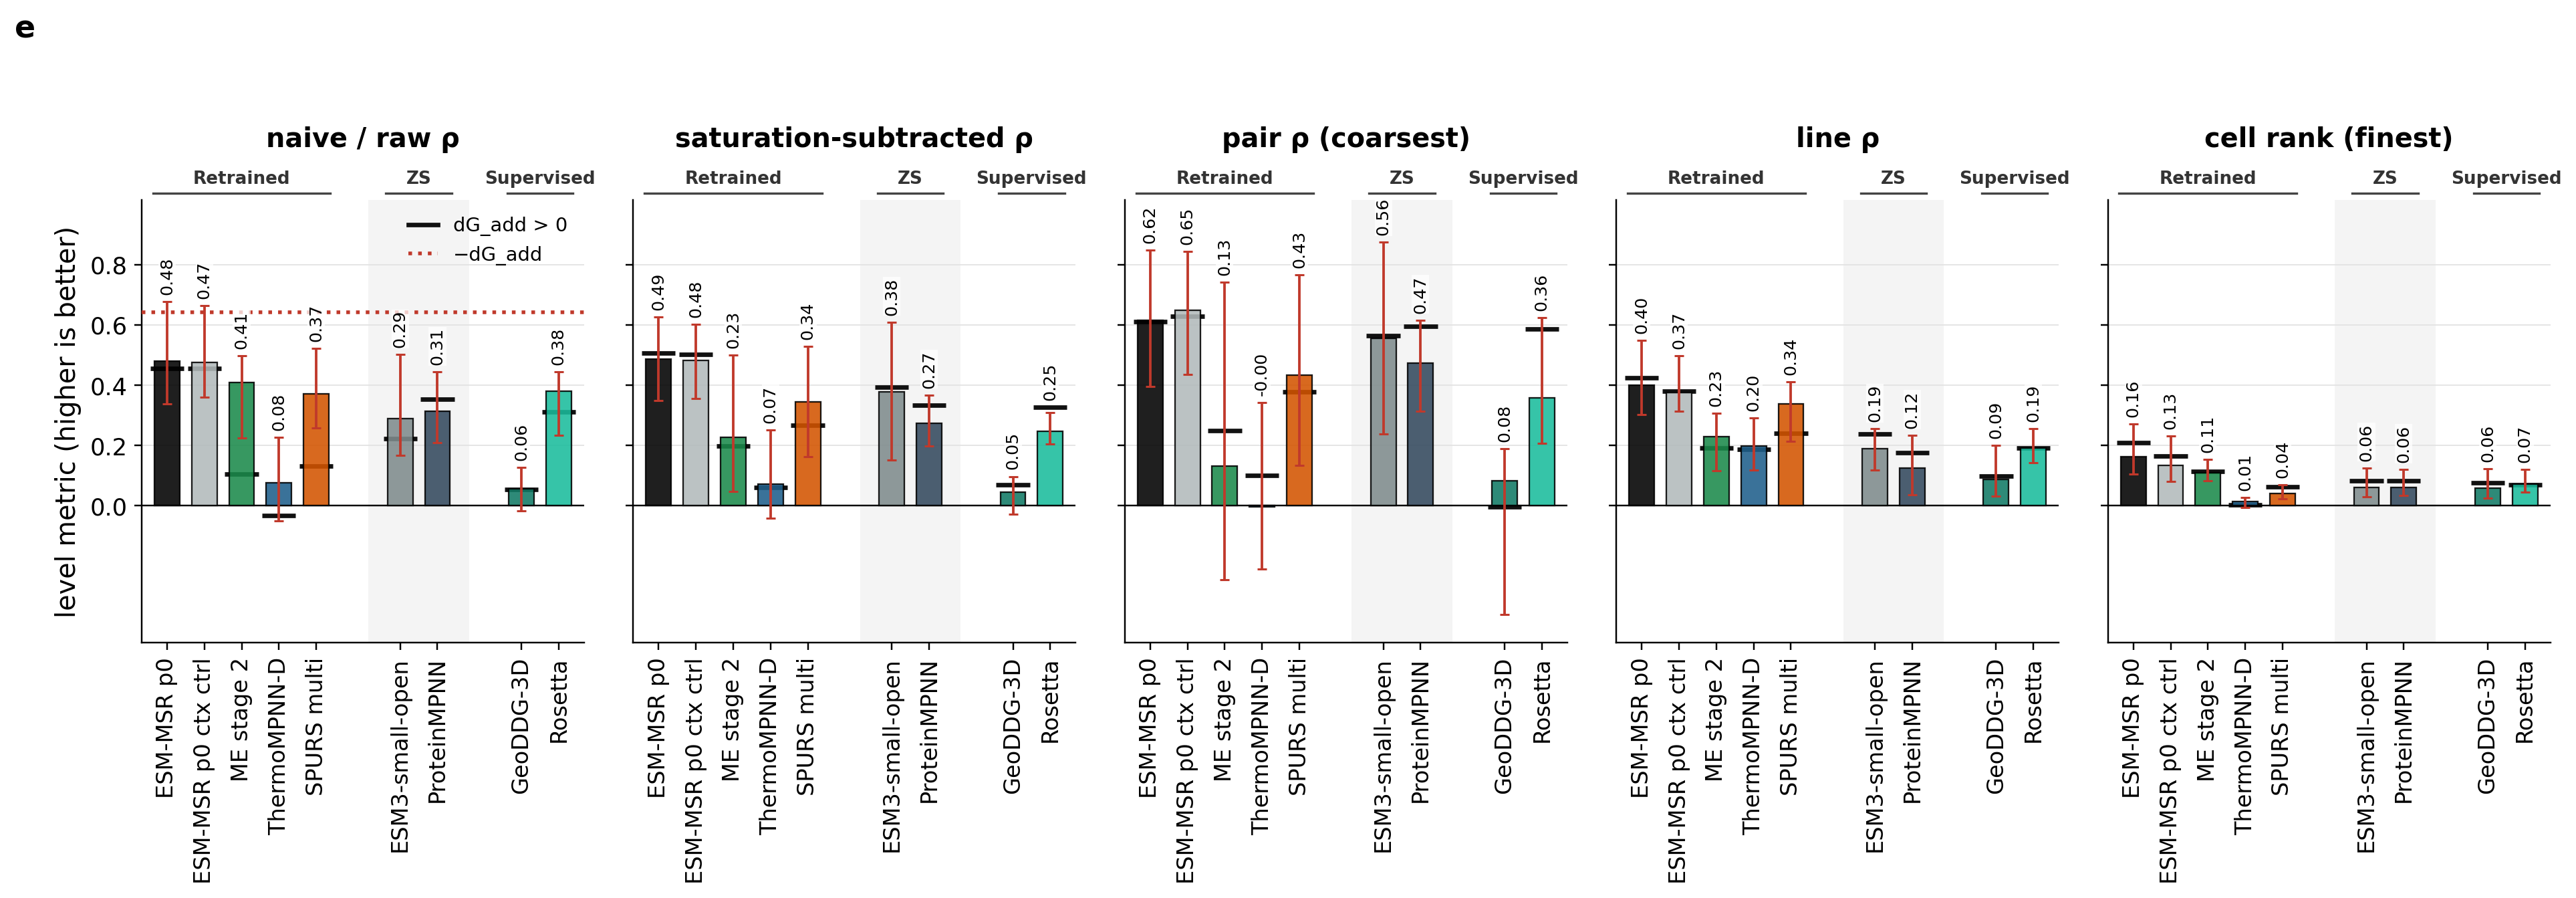 e
naive / raw ρ
Retrained
ZS
Supervised
dG_add > 0
−dG_add
level metric (higher is better)
0.8
0.6
0.4
0.2
0.0
0.48
0.47
0.41
0.08
0.37
0.29
0.31
0.06
0.38
ESM-MSR p0
ESM-MSR p0 ctx ctrl
ME stage 2
ThermoMPNN-D
SPURS multi
ESM3-small-open
ProteinMPNN
GeoDDG-3D
Rosetta
saturation-subtracted ρ
Retrained
ZS
Supervised
0.49
0.48
0.23
0.07
0.34
0.38
0.27
0.05
0.25
ESM-MSR p0
ESM-MSR p0 ctx ctrl
ME stage 2
ThermoMPNN-D
SPURS multi
ESM3-small-open
ProteinMPNN
GeoDDG-3D
Rosetta
pair ρ (coarsest)
Retrained
ZS
Supervised
0.62
0.65
0.13
-0.00
0.43
0.56
0.47
0.08
0.36
ESM-MSR p0
ESM-MSR p0 ctx ctrl
ME stage 2
ThermoMPNN-D
SPURS multi
ESM3-small-open
ProteinMPNN
GeoDDG-3D
Rosetta
line ρ
Retrained
ZS
Supervised
0.40
0.37
0.23
0.20
0.34
0.19
0.12
0.09
0.19
ESM-MSR p0
ESM-MSR p0 ctx ctrl
ME stage 2
ThermoMPNN-D
SPURS multi
ESM3-small-open
ProteinMPNN
GeoDDG-3D
Rosetta
cell rank (finest)
Retrained
ZS
Supervised
0.16
0.13
0.11
0.01
0.04
0.06
0.06
0.06
0.07
ESM-MSR p0
ESM-MSR p0 ctx ctrl
ME stage 2
ThermoMPNN-D
SPURS multi
ESM3-small-open
ProteinMPNN
GeoDDG-3D
Rosetta